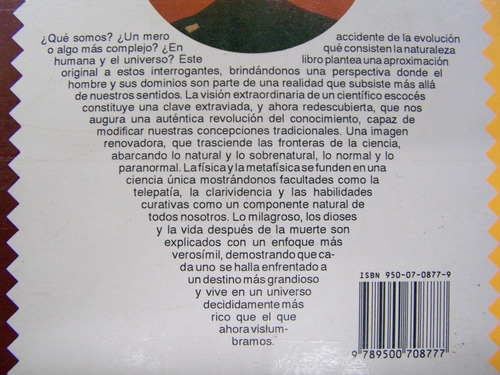 ¿Qué somos? ¿Un mero accidente de la evolución
o algo más complejo? ¿En qué consisten la naturaleza
humana y el universo? Este libro plantea una aproximación
original a estos interrogantes, brindándonos una perspectiva donde el
hombre y sus dominios son parte de una realidad que subsiste más allá
de nuestros sentidos. La visión extraordinaria de un científico escocés
constituye una clave extraviada, y ahora redescubierta, que nos
augura una auténtica revolución del conocimiento, capaz de
modificar nuestras concepciones tradicionales. Una imagen
renovadora, que trasciende las fronteras de la ciencia,
abarcando lo natural y lo sobrenatural, lo normal y lo
paranormal. La física y la metafísica se funden en una
ciencia única mostrándonos facultades como la
telepatía, la clarividencia y las habilidades
curativas como un componente natural de
todos nosotros. Lo milagroso, los dioses
y la vida después de la muerte son
explicados con un enfoque más
verosímil, demostrando que ca-
da uno se halla enfrentado a
un destino más grandioso
y vive en un universo
decididamente más
rico que el que
ahora vislum-
bramos.
ISBN 950-07-0877-9
9 789500 708777